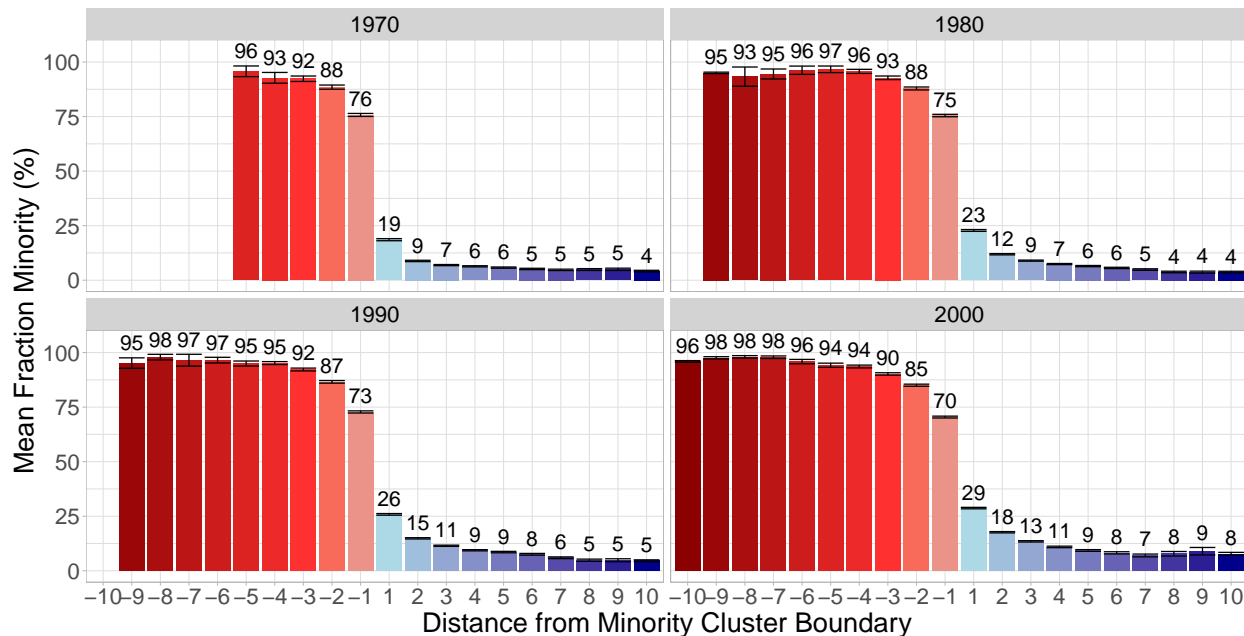 1970
1980
96 93 92 88 76 19 9 7 6 6 5 5 5 5 4
95 93 95 96 97 96 93 88 75 23 12 9 7 6 6 5 4 4 4
100
75
50
25
0
1990
2000
95 98 97 97 95 95 92 87 73 26 15 11 9 9 8 6 5 5 5
96 98 98 98 96 94 94 90 85 70 29 18 13 11 9 8 7 8 9 8
100
75
50
25
0
−10 −9 −8 −7 −6 −5 −4 −3 −2 −1 1 2 3 4 5 6 7 8 9 10
−10 −9 −8 −7 −6 −5 −4 −3 −2 −1 1 2 3 4 5 6 7 8 9 10
Mean Fraction Minority (%)
Distance from Minority Cluster Boundary